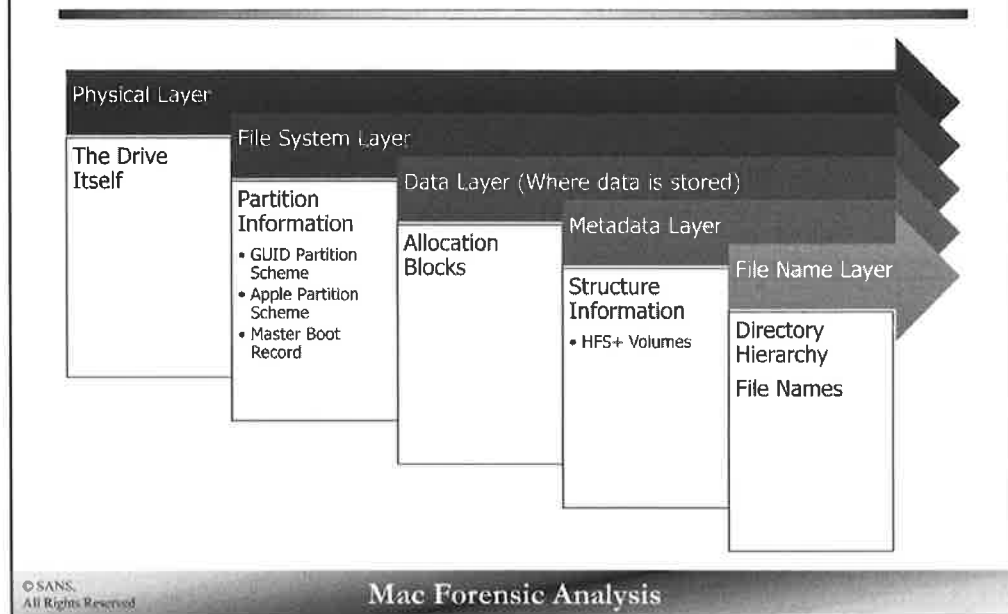 Physical Layer
The Drive
Itself
File System Layer
Partition
Information
• GUID Partition
Scheme
• Apple Partition
Scheme
• Master Boot
Record
Data Layer (Where data is stored)
Allocation
Blocks
Metadata Layer
Structure
Information
• HFS+ Volumes
File Name Layer
Directory
Hierarchy
File Names
© SANS,
All Rights Reserved
Mac Forensic Analysis